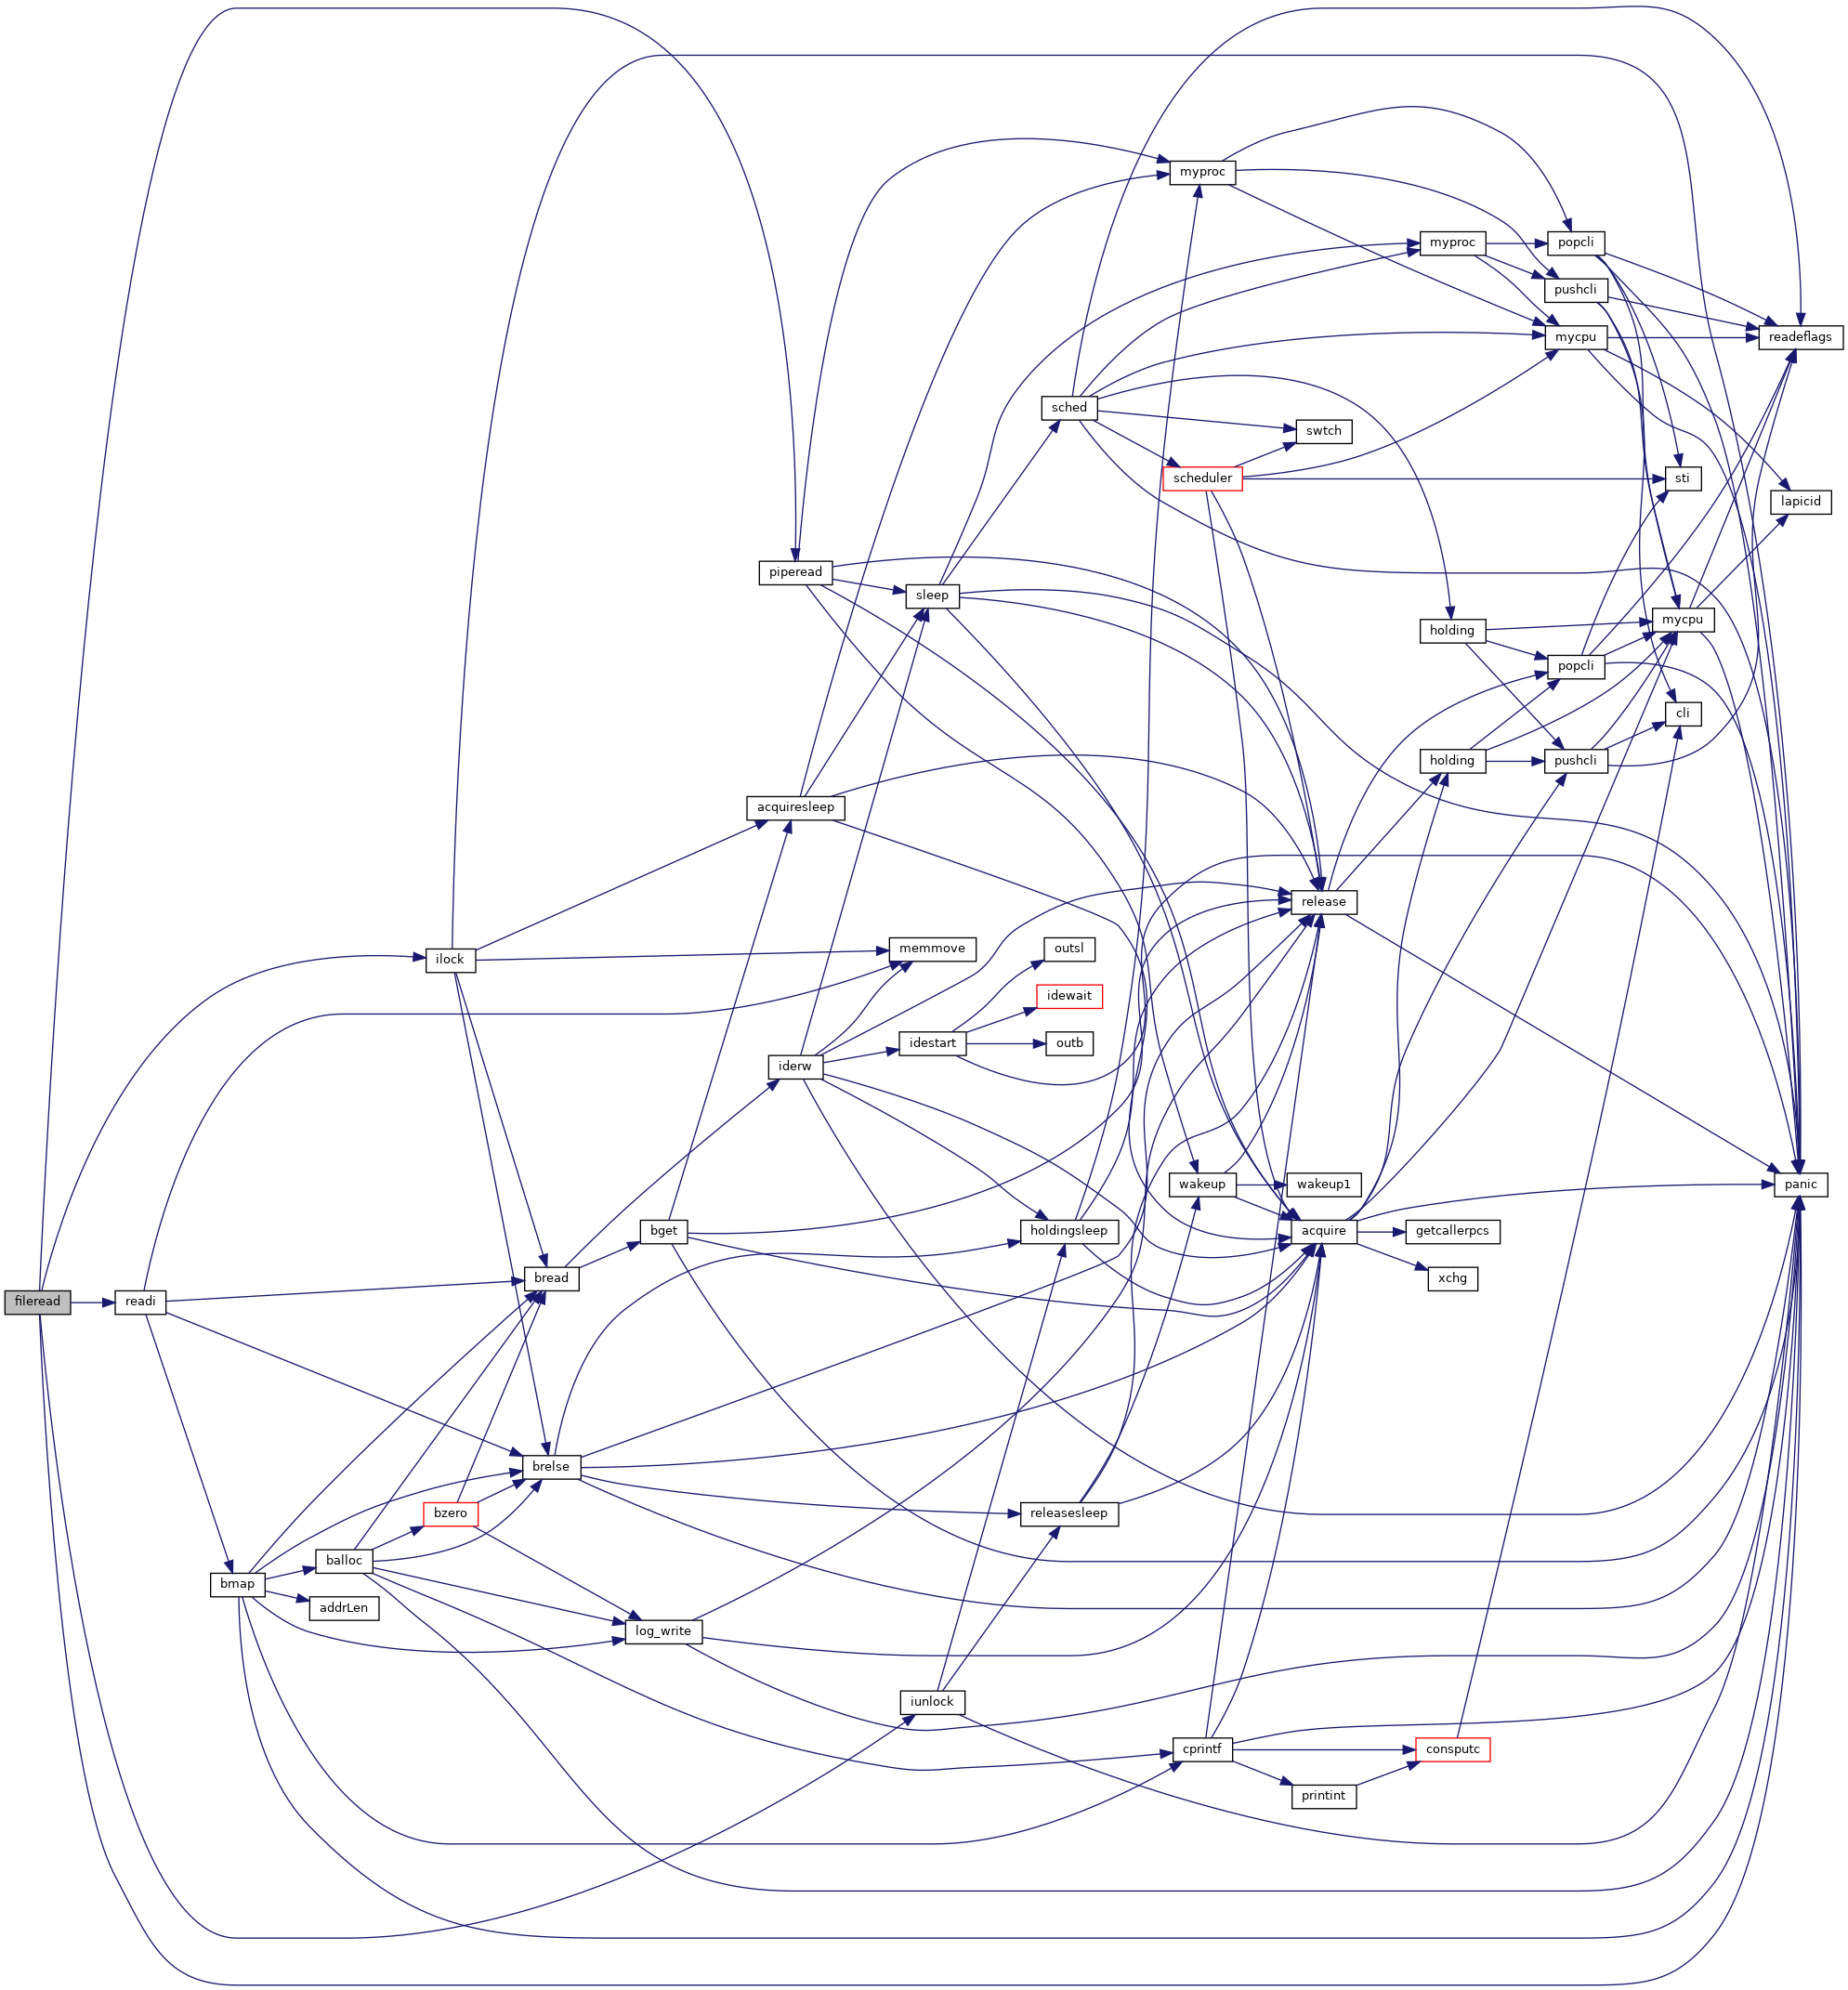 myproc
myproc
popcli
pushcli
mycpu
readeflags
sched
swtch
scheduler
sti
lapicid
piperead
sleep
holding
mycpu
popcli
cli
holding
pushcli
acquiresleep
release
ilock
memmove
outsl
idewait
idestart
outb
iderw
wakeup
wakeup1
panic
bget
holdingsleep
acquire
getcallerpcs
bread
xchg
fileread
readi
brelse
bzero
releasesleep
balloc
bmap
addrLen
log_write
iunlock
cprintf
consputc
printint